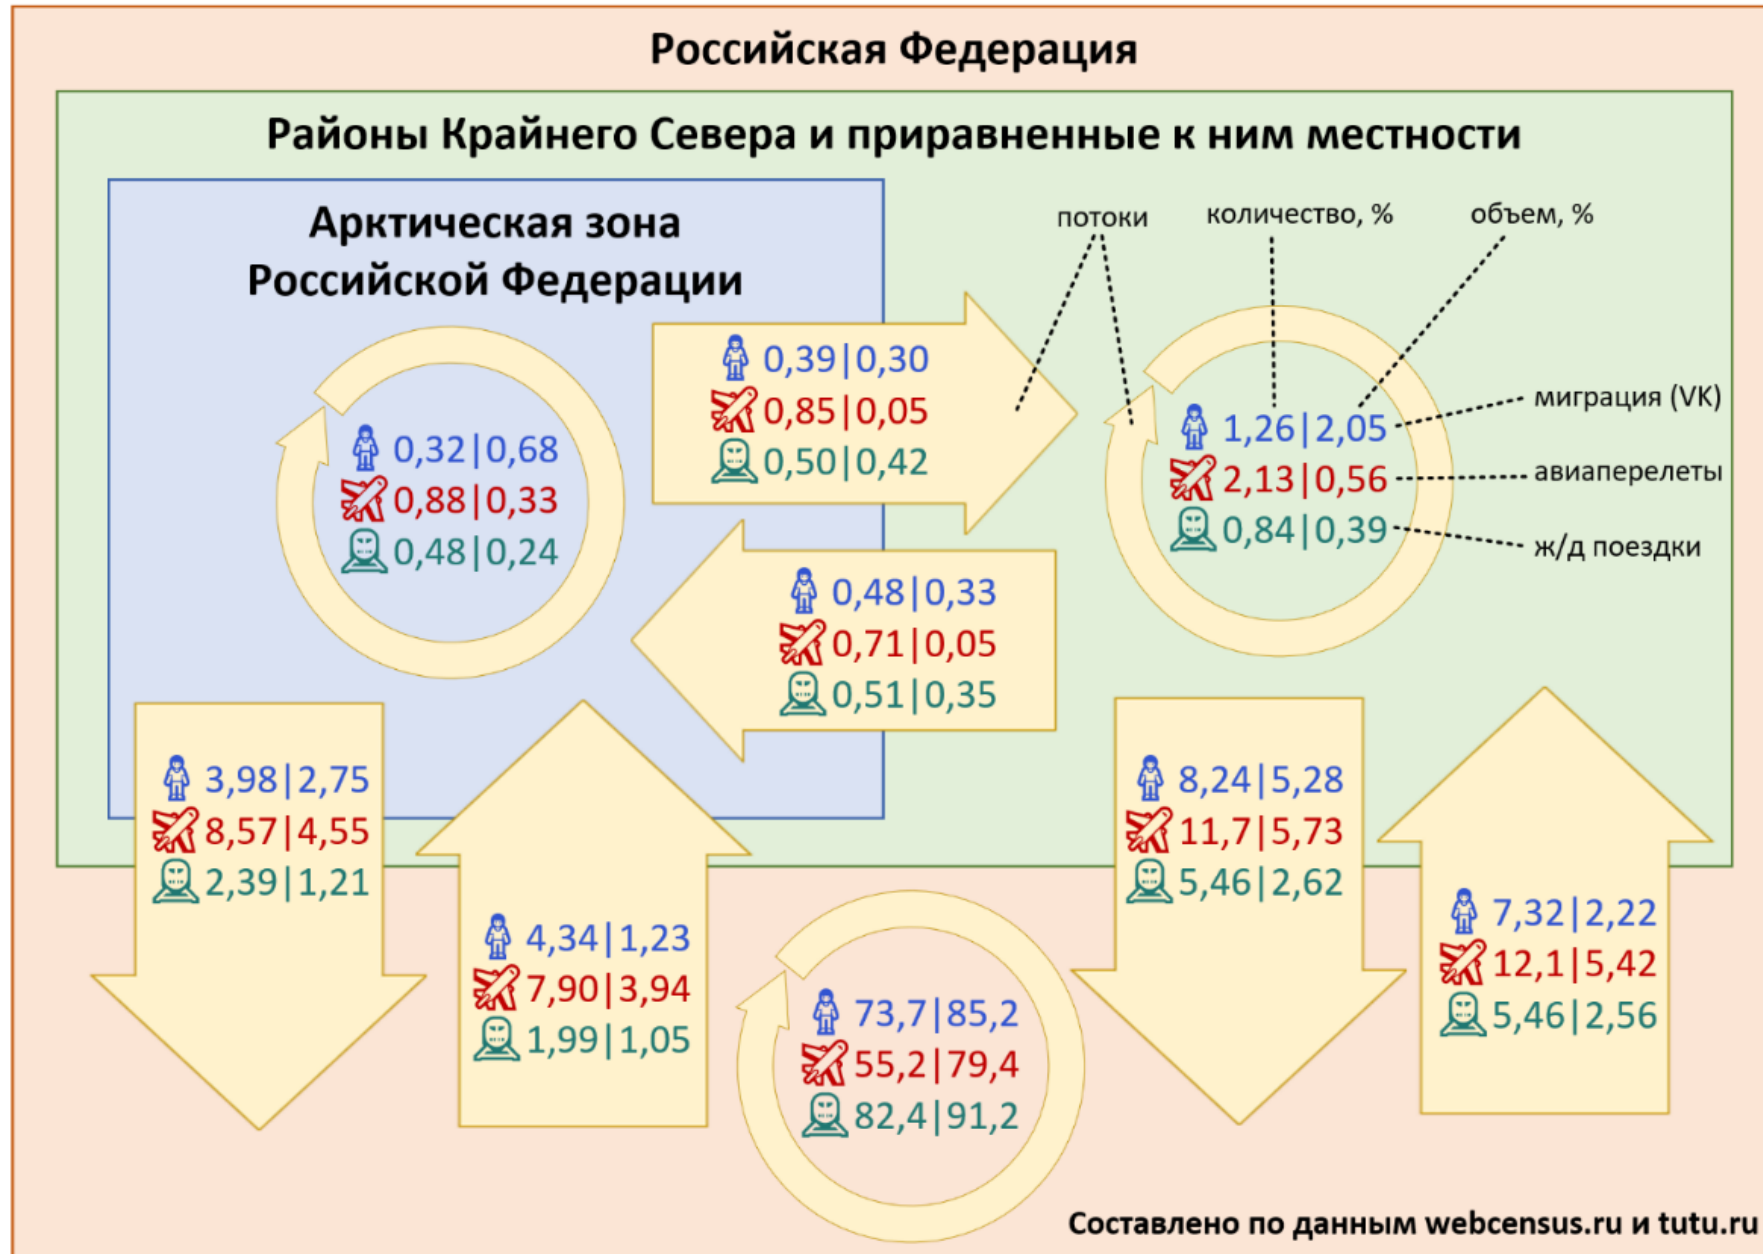 Российская Федерация
Районы Крайнего Севера и приравненные к ним местности
Арктическая зона
Российской Федерации
потоки
количество, %
объем, %
0,39|0,30
0,85|0,05
0,50|0,42
1,26|2,05
2,13|0,56
0,84|0,39
миграция (VK)
авиаперелеты
ж/д поездки
0,32|0,68
0,88|0,33
0,48|0,24
0,48|0,33
0,71|0,05
0,51|0,35
3,98|2,75
8,57|4,55
2,39|1,21
4,34|1,23
7,90|3,94
1,99|1,05
73,7|85,2
55,2|79,4
82,4|91,2
8,24|5,28
11,7|5,73
5,46|2,62
7,32|2,22
12,1|5,42
5,46|2,56
Составлено по данным webcensus.ru и tutu.ru